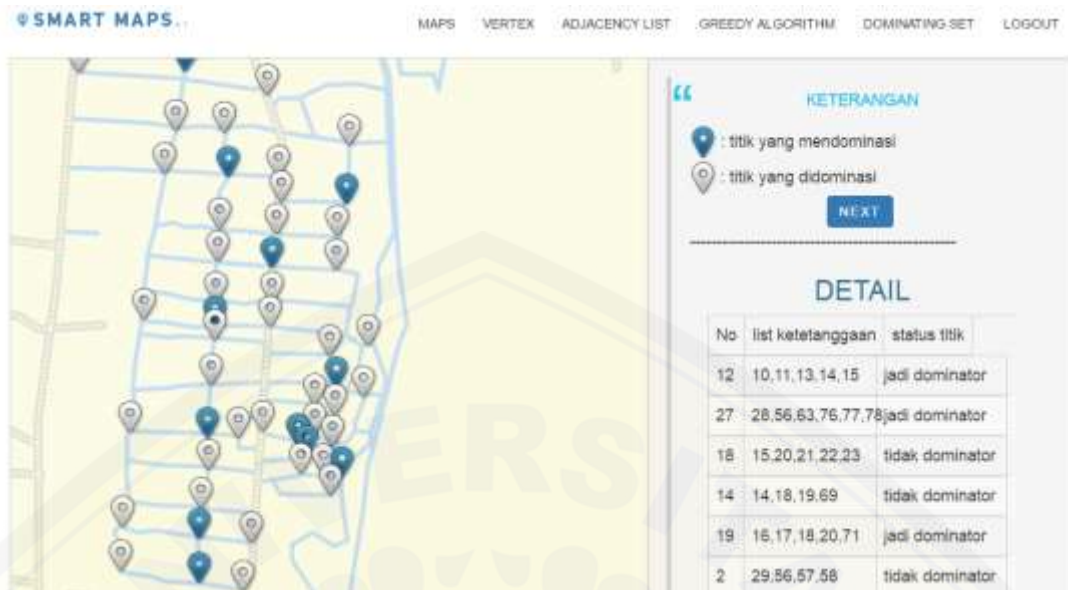 SMART MAPS..
MAPS VERTEX ADJACENCY LIST GREEDY ALGORITHM DOMINATING SET LOGOUT
KETERANGAN
: titik yang mendominasi
: titik yang didominasi
NEXT
DETAIL
No list ketetanggaan status titik
12 10,11,13,14,15 jadi dominator
27 28,56,63,76,77,78 jadi dominator
18 15,20,21,22,23 tidak dominator
14 14,18,19,69 tidak dominator
19 16,17,18,20,71 jadi dominator
2 29,56,57,58 tidak dominator